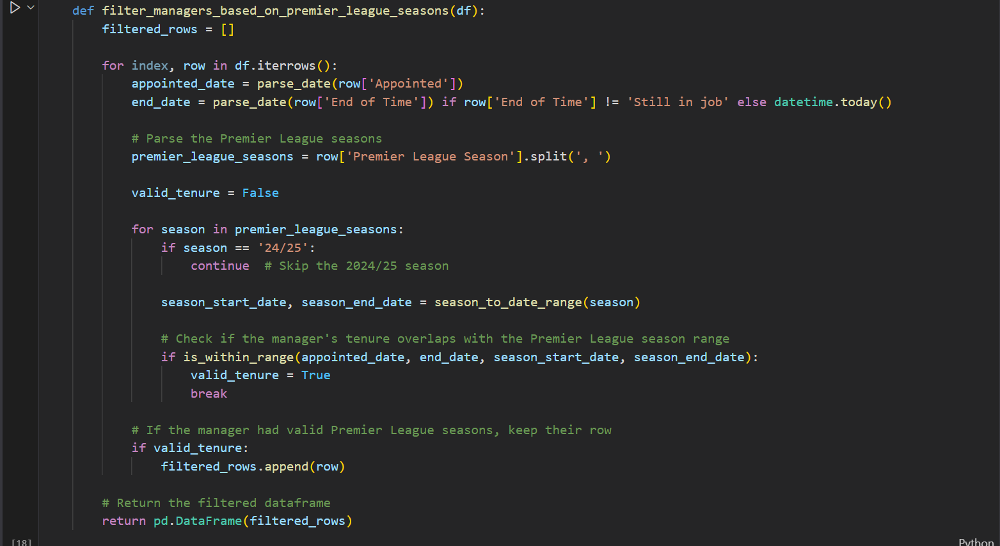 def filter_managers_based_on_premier_league_seasons(df):
    filtered_rows = []

    for index, row in df.iterrows():
        appointed_date = parse_date(row['Appointed'])
        end_date = parse_date(row['End of Time']) if row['End of Time'] != 'Still in job' else datetime.today()

        # Parse the Premier League seasons
        premier_league_seasons = row['Premier League Season'].split(', ')

        valid_tenure = False

        for season in premier_league_seasons:
            if season == '24/25':
                continue  # Skip the 2024/25 season

            season_start_date, season_end_date = season_to_date_range(season)

            # Check if the manager's tenure overlaps with the Premier League season range
            if is_within_range(appointed_date, end_date, season_start_date, season_end_date):
                valid_tenure = True
                break

        # If the manager had valid Premier League seasons, keep their row
        if valid_tenure:
            filtered_rows.append(row)

    # Return the filtered dataframe
    return pd.DataFrame(filtered_rows)
[18]
Python